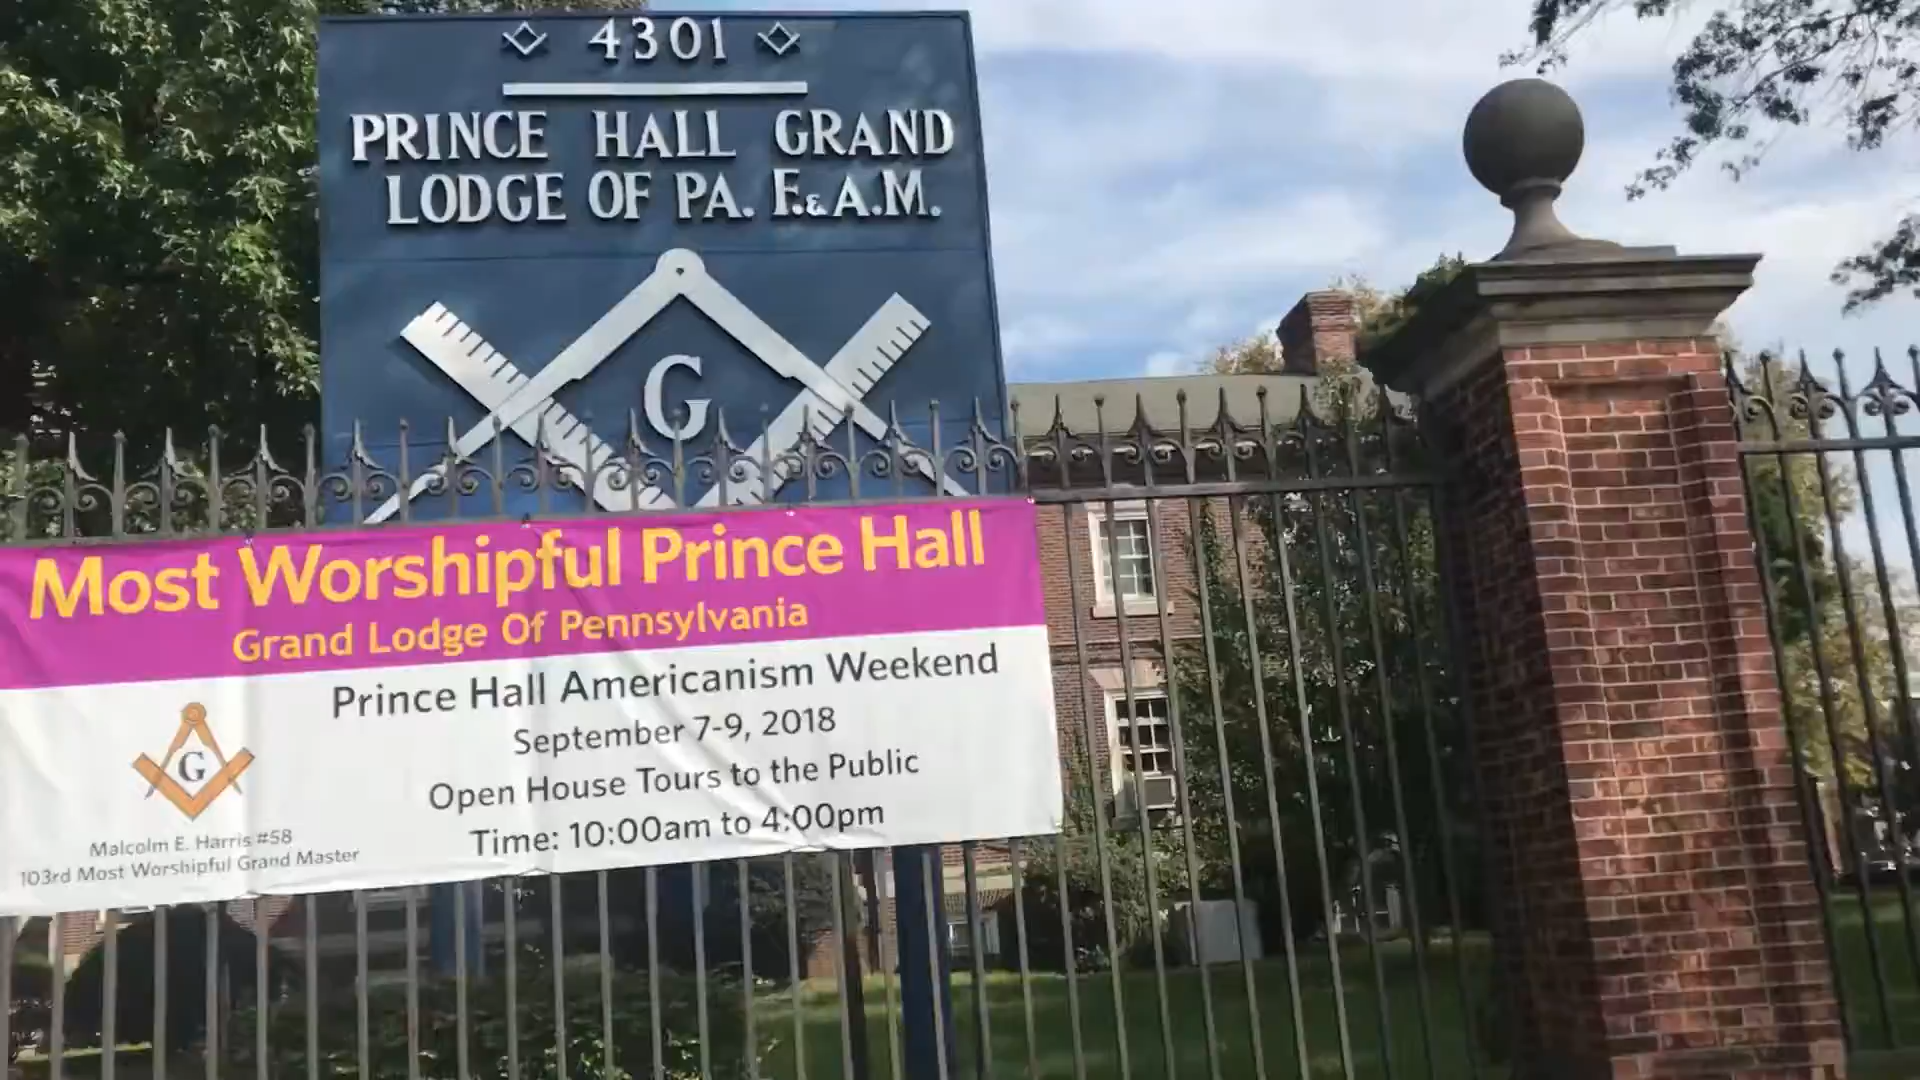 4301
PRINCE HALL GRAND
LODGE OF PA. F.&A.M.
G
Most Worshipful Prince Hall
Grand Lodge Of Pennsylvania
Prince Hall Americanism Weekend
September 7-9, 2018
Open House Tours to the Public
Time: 10:00am to 4:00pm
G
Malcolm E. Harris #58
103rd Most Worshipful Grand Master